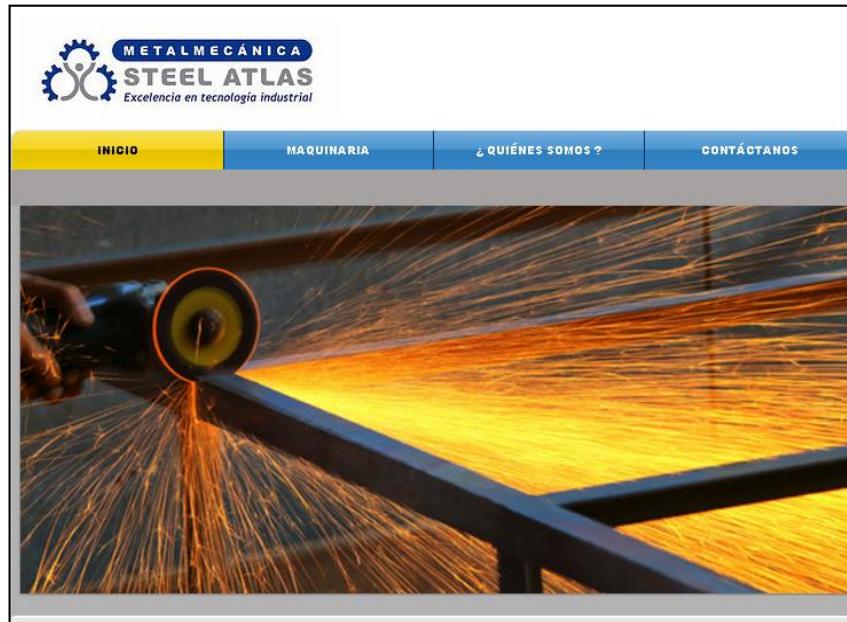 METALMECÁNICA
STEEL ATLAS
Excelencia en tecnología industrial
INICIO
MAQUINARIA
¿ QUIÉNES SOMOS ?
CONTÁCTANOS